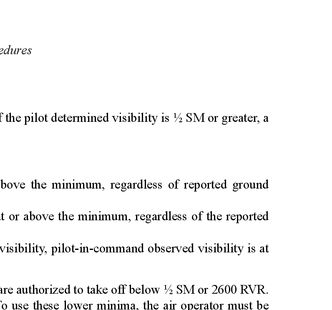 edures
f the pilot determined visibility is ½ SM or greater, a
bove the minimum, regardless of reported ground
t or above the minimum, regardless of the reported
visibility, pilot-in-command observed visibility is at
are authorized to take off below ½ SM or 2600 RVR.
o use these lower minima, the air operator must be